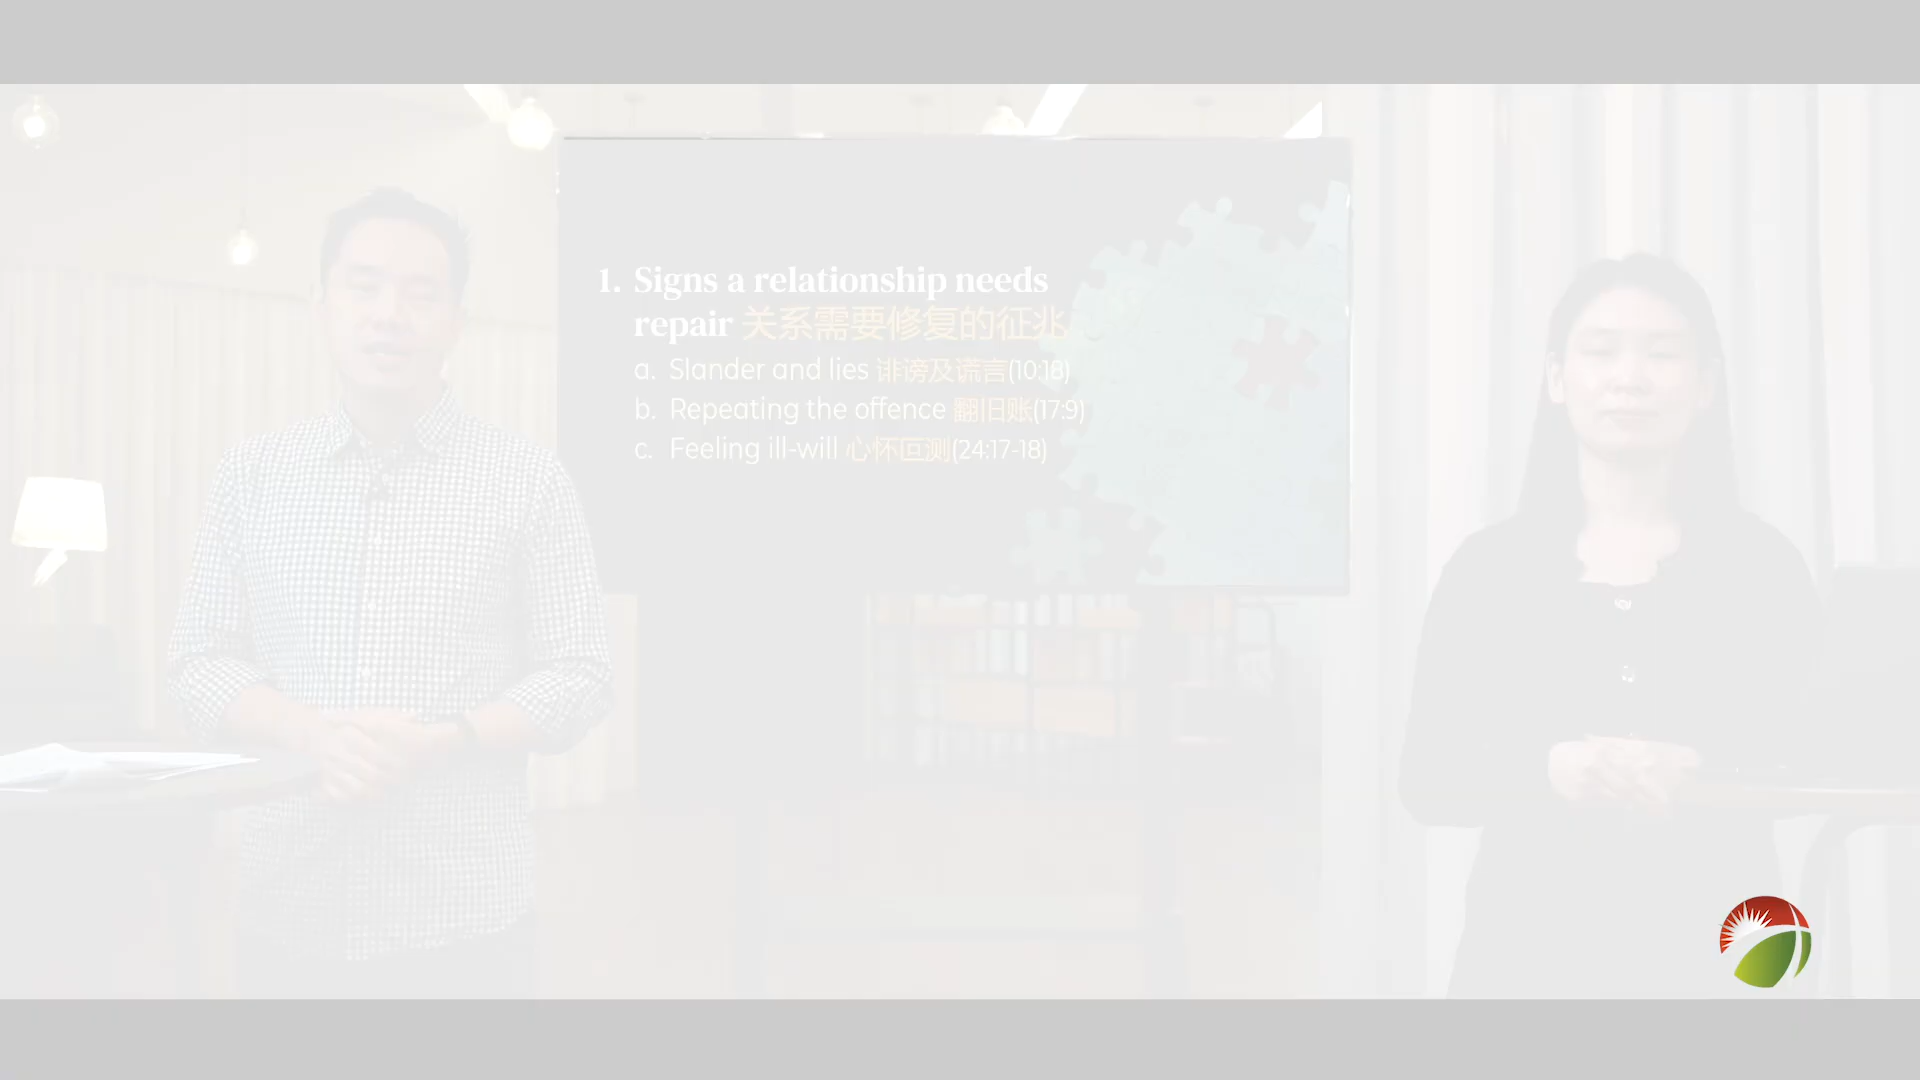 1. Signs a relationship needs
repair 关系需要修复的征兆
a. Slander and lies 诽谤及谎言(10:18)
b. Repeating the offence 翻旧账(17:9)
c. Feeling ill-will 心怀叵测(24:17-18)